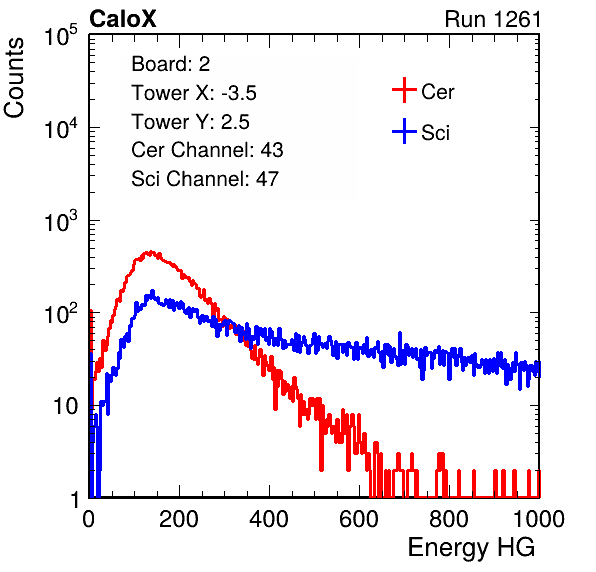 CaloX Run 1261
Counts
10^5
10^4
10^3
10^2
10
1
Board: 2
Tower X: -3.5
Tower Y: 2.5
Cer Channel: 43
Sci Channel: 47
Cer
Sci
0 200 400 600 800 1000
Energy HG